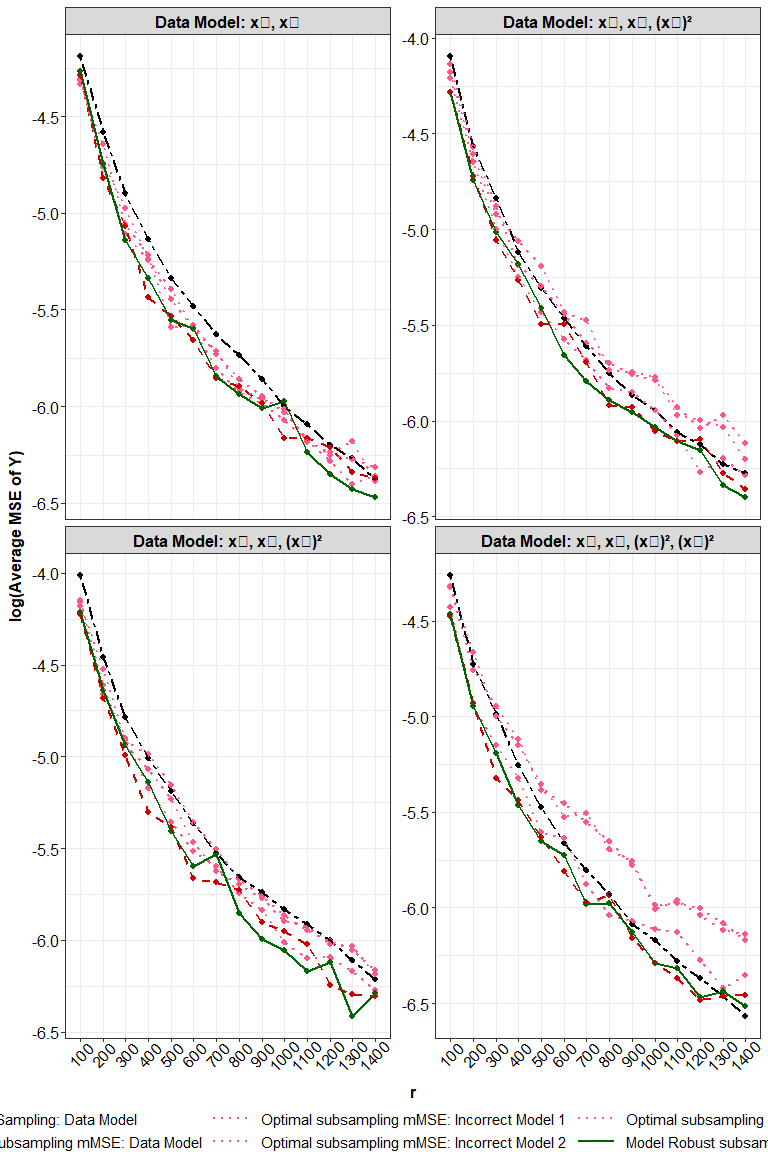 Data Model: x▯, x▯
Data Model: x▯, x▯, (x▯)²
-4.5
-5.0
-5.5
-6.0
-6.5
-4.0
-4.5
-5.0
-5.5
-6.0
-6.5
Data Model: x▯, x▯, (x▯)²
Data Model: x▯, x▯, (x▯)², (x▯)²
-4.0
-4.5
-5.0
-5.5
-6.0
-6.5
-4.5
-5.0
-5.5
-6.0
-6.5
log(Average MSE of Y)
100 200 300 400 500 600 700 800 900 1000 1100 1200 1300 1400
100 200 300 400 500 600 700 800 900 1000 1100 1200 1300 1400
r
Sampling: Data Model Optimal subsampling mMSE: Incorrect Model 1 Optimal subsampling
ubsampling mMSE: Data Model Optimal subsampling mMSE: Incorrect Model 2 Model Robust subsam